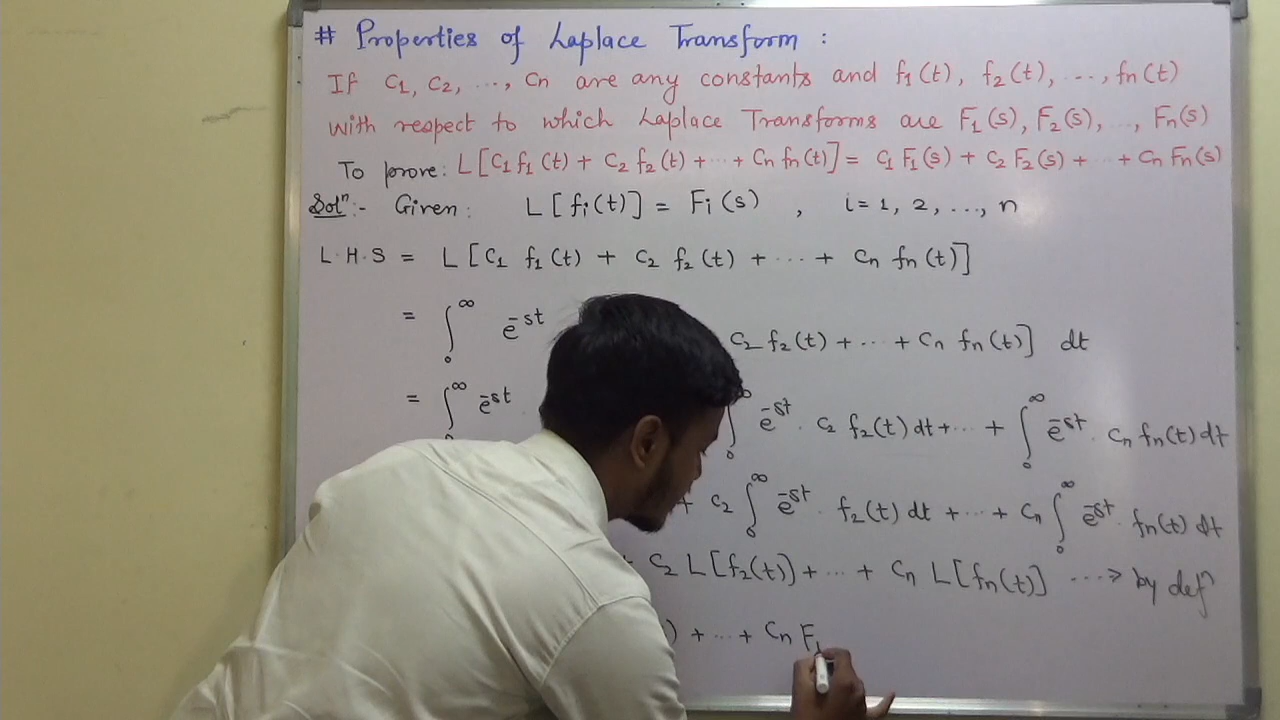 # Properties of Laplace Transform :
If C1, C2, ..., Cn are any constants and f1(t), f2(t), ..., fn(t)
with respect to which Laplace Transforms are F1(s), F2(s), ..., Fn(s)
To prove: L[C1 f1(t) + C2 f2(t) + ... + Cn fn(t)] = C1 F1(s) + C2 F2(s) + ... + Cn Fn(s)
Solⁿ:- Given: L[fi(t)] = Fi(s) , i = 1, 2, ..., n
L.H.S = L[C1 f1(t) + C2 f2(t) + ... + Cn fn(t)]
= ∫₀^∞ e^-st C2 f2(t) + ... + Cn fn(t)] dt
= ∫₀^∞ e^-st ∫₀^∞ e^-st . C2 f2(t) dt + ... + ∫₀^∞ e^-st . Cn fn(t) dt
+ C2 ∫₀^∞ e^-st . f2(t) dt + ... + Cn ∫₀^∞ e^-st . fn(t) dt
+ C2 L[f2(t)] + ... + Cn L[fn(t)] ...> by defⁿ
) + ... + Cn F